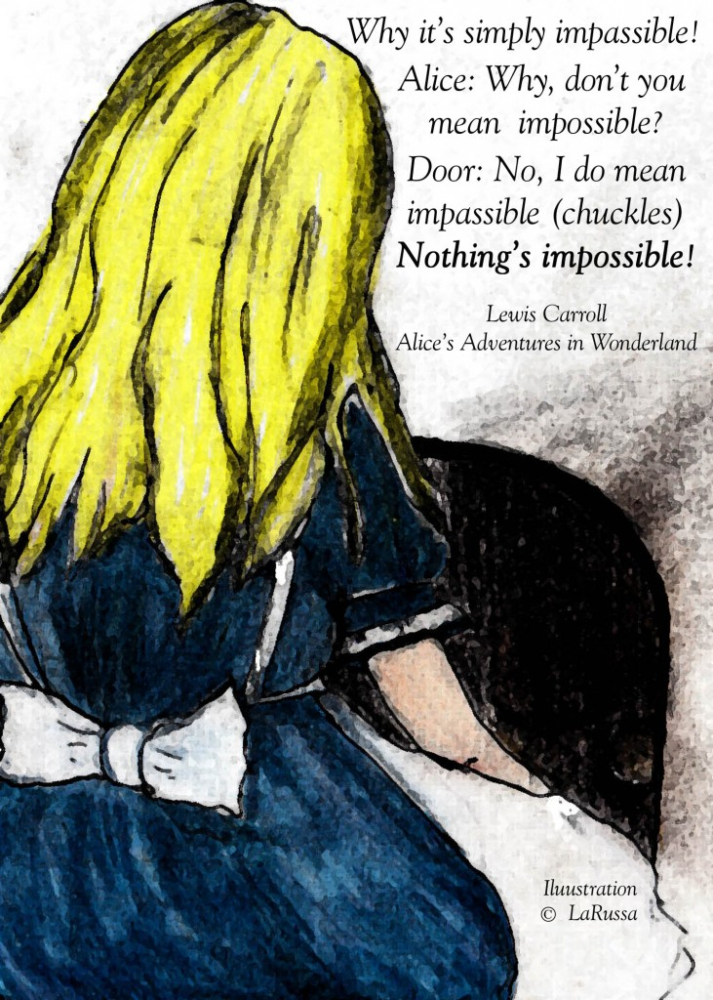 Why it's simply impassible!
Alice: Why, don't you
mean impossible?
Door: No, I do mean
impassible (chuckles)
Nothing's impossible!
Lewis Carroll
Alice's Adventures in Wonderland
Iluustration
© LaRussa